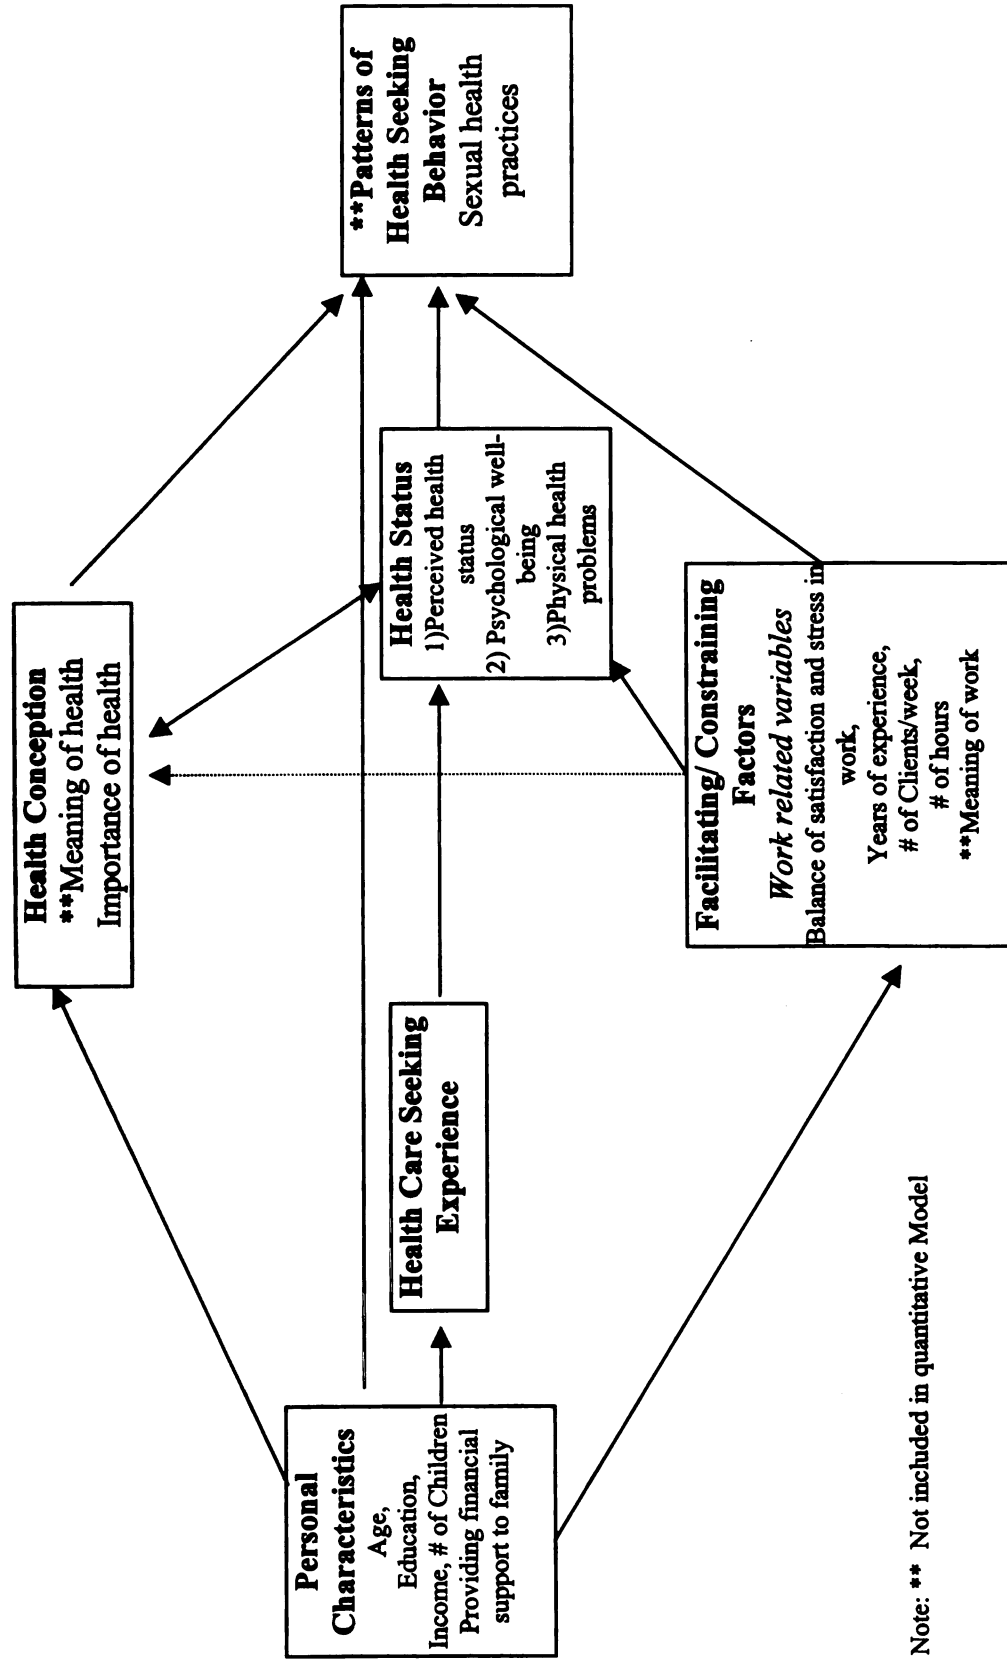 Health Conception
**Meaning of health
Importance of health
**Patterns of
Health Seeking
Behavior
Sexual health
practices
Health Status
1)Perceived health
status
2) Psychological well-
being
3)Physical health
problems
Health Care Seeking
Experience
Personal
Characteristics
Age,
Education,
Income, # of Children
Providing financial
support to family
Facilitating/ Constraining
Factors
Work related variables
Balance of satisfaction and stress in
work,
Years of experience,
# of Clients/week,
# of hours
**Meaning of work
Note: ** Not included in quantitative Model